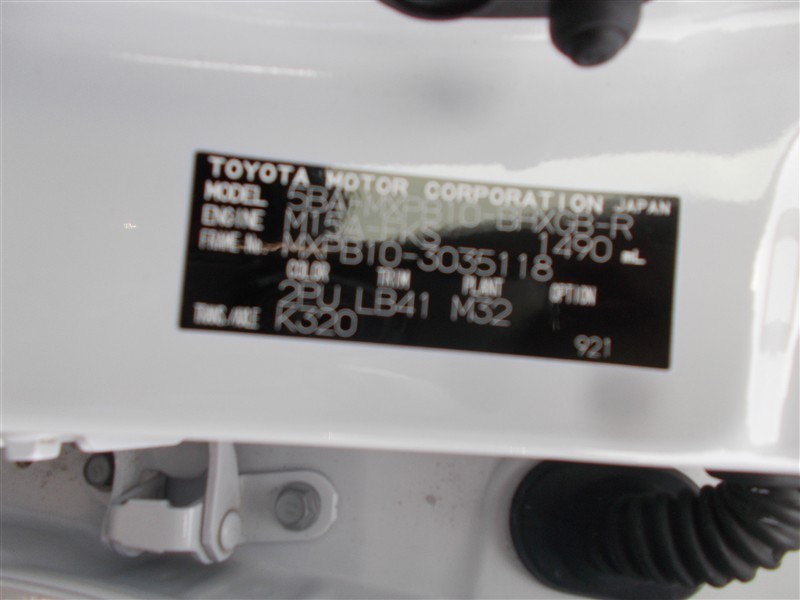 TOYOTA MOTOR CORPORATION JAPAN
MODEL 5BA-MXPB10-BHXGB-R
ENGINE M15A-FKS 1490 mL
FRAME No. MXPB10-3035118
COLOR TRIM PLANT OPTION
2PU LB41 M32
TRANS/AXLE K320
921